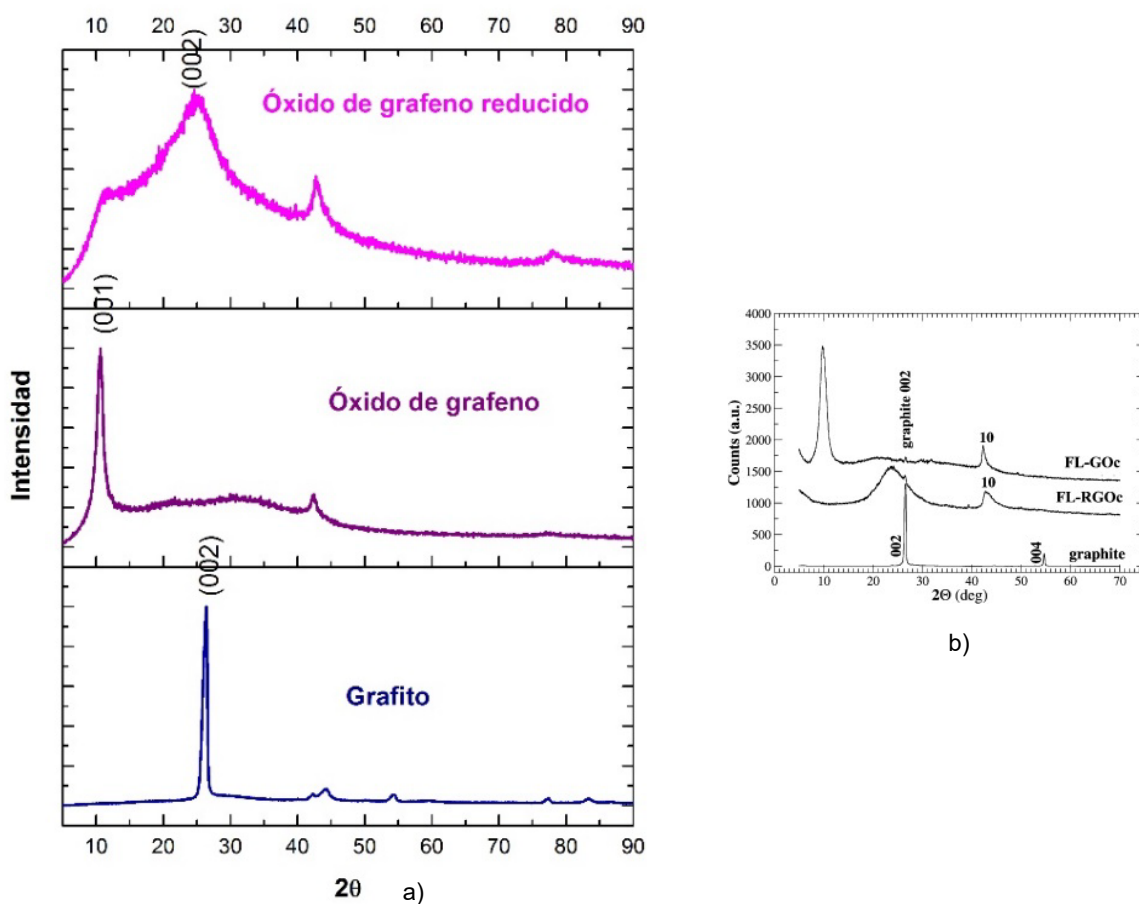 10 20 30 40 50 60 70 80 90
(002)
Óxido de grafeno reducido
(001)
Óxido de grafeno
(002)
Grafito
Intensidad
10 20 30 40 50 60 70 80 90
2θ
a)
4000
3500
3000
2500
2000
1500
1000
500
0
Counts (a.u.)
graphite 002
10
FL-GOc
10
FL-RGOc
002
004
graphite
0 10 20 30 40 50 60 70
2Θ (deg)
b)